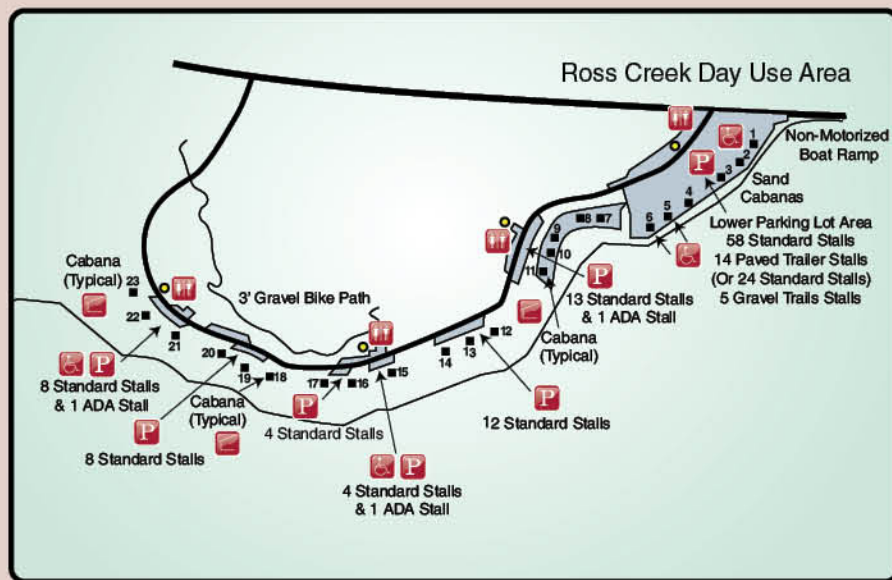 Ross Creek Day Use Area
Non-Motorized
Boat Ramp
1
2
3
Sand
Cabanas
P
4
5
6
Lower Parking Lot Area
58 Standard Stalls
14 Paved Trailer Stalls
(Or 24 Standard Stalls)
5 Gravel Trails Stalls
8
7
9
10
11
P
13 Standard Stalls
& 1 ADA Stall
Cabana
(Typical)
12
13
14
P
12 Standard Stalls
Cabana
(Typical)
23
22
21
P
8 Standard Stalls
& 1 ADA Stall
3' Gravel Bike Path
20
19
18
Cabana
(Typical)
P
8 Standard Stalls
17
16
15
P
4 Standard Stalls
P
4 Standard Stalls
& 1 ADA Stall